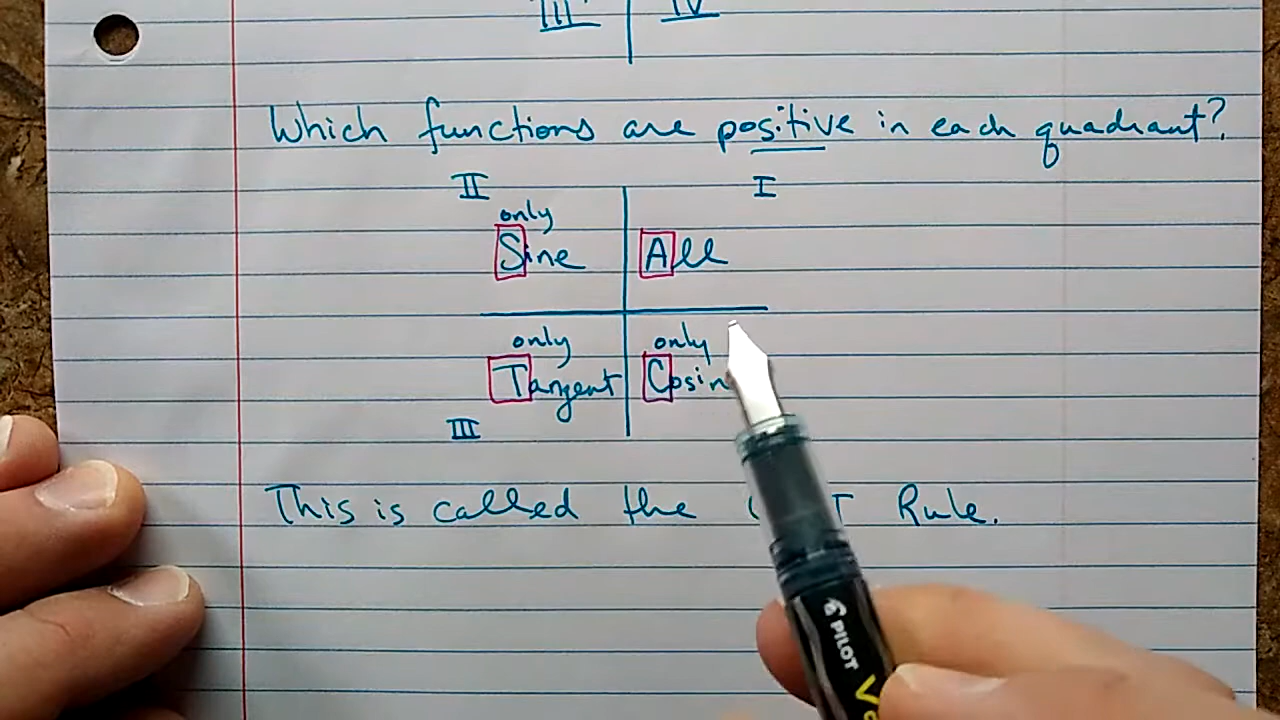 III IV
Which functions are positive in each quadrant?
II I
only
Sine All
only only
Tangent Cosin
III
This is called the Rule.
PILOT